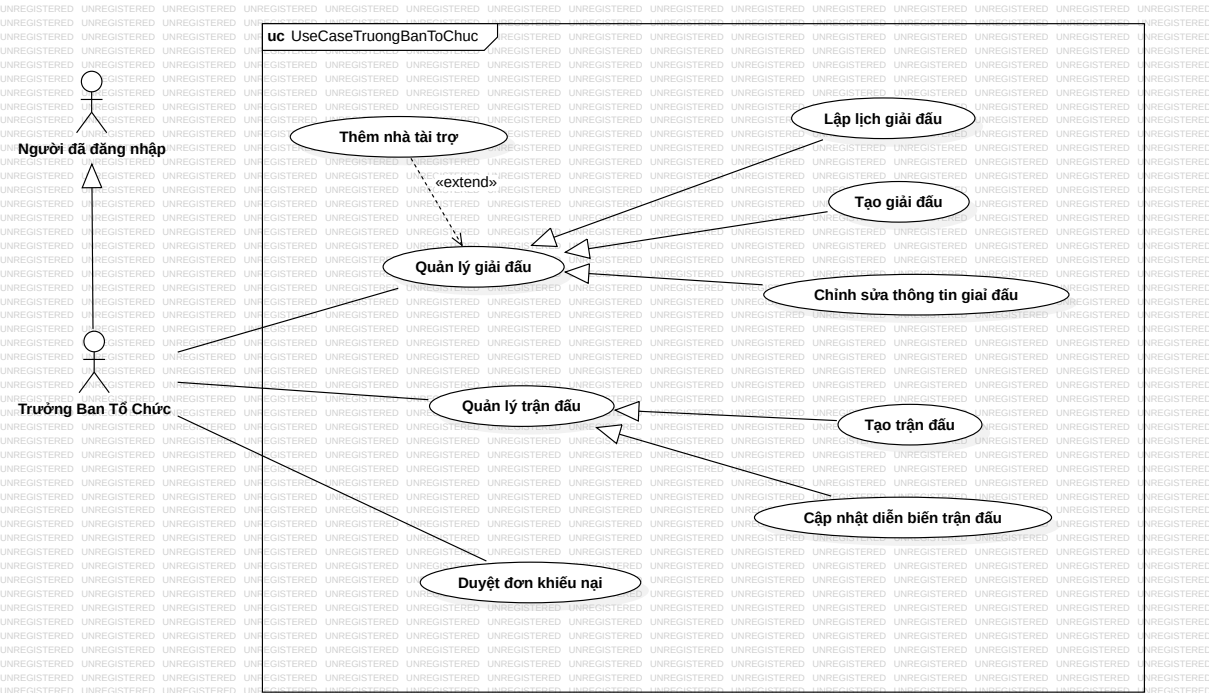 uc UseCaseTruongBanToChuc
Người đã đăng nhập
Thêm nhà tài trợ
«extend»
Lập lịch giải đấu
Tạo giải đấu
Quản lý giải đấu
Chỉnh sửa thông tin giaỉ đấu
Trưởng Ban Tổ Chức
Quản lý trận đấu
Tạo trận đấu
Cập nhật diễn biến trận đấu
Duyệt đơn khiếu nại
UNREGISTERED